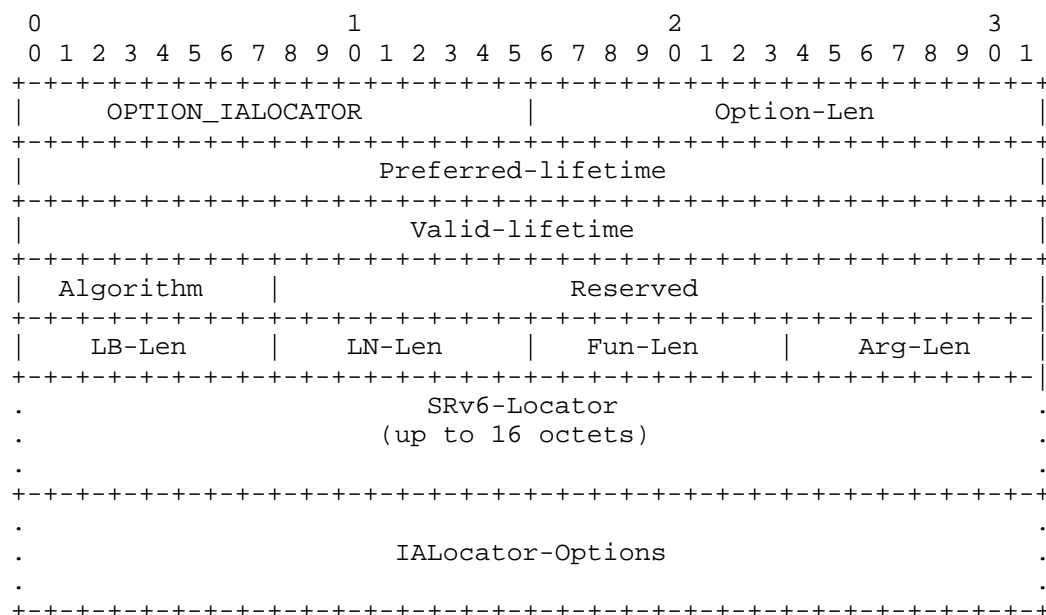 0                   1                   2                   3
 0 1 2 3 4 5 6 7 8 9 0 1 2 3 4 5 6 7 8 9 0 1 2 3 4 5 6 7 8 9 0 1
+-+-+-+-+-+-+-+-+-+-+-+-+-+-+-+-+-+-+-+-+-+-+-+-+-+-+-+-+-+-+-+-+
|     OPTION_IALOCATOR          |           Option-Len          |
+-+-+-+-+-+-+-+-+-+-+-+-+-+-+-+-+-+-+-+-+-+-+-+-+-+-+-+-+-+-+-+-+
|                      Preferred-lifetime                       |
+-+-+-+-+-+-+-+-+-+-+-+-+-+-+-+-+-+-+-+-+-+-+-+-+-+-+-+-+-+-+-+-+
|                        Valid-lifetime                         |
+-+-+-+-+-+-+-+-+-+-+-+-+-+-+-+-+-+-+-+-+-+-+-+-+-+-+-+-+-+-+-+-+
|  Algorithm    |                  Reserved                     |
+-+-+-+-+-+-+-+-+-+-+-+-+-+-+-+-+-+-+-+-+-+-+-+-+-+-+-+-+-+-+-+-|
|    LB-Len     |    LN-Len     |   Fun-Len     |    Arg-Len    |
+-+-+-+-+-+-+-+-+-+-+-+-+-+-+-+-+-+-+-+-+-+-+-+-+-+-+-+-+-+-+-+-|
.                         SRv6-Locator                          .
.                      (up to 16 octets)                        .
.                                                               .
+-+-+-+-+-+-+-+-+-+-+-+-+-+-+-+-+-+-+-+-+-+-+-+-+-+-+-+-+-+-+-+-+
.                                                               .
.                       IALocator-Options                       .
.                                                               .
+-+-+-+-+-+-+-+-+-+-+-+-+-+-+-+-+-+-+-+-+-+-+-+-+-+-+-+-+-+-+-+-+